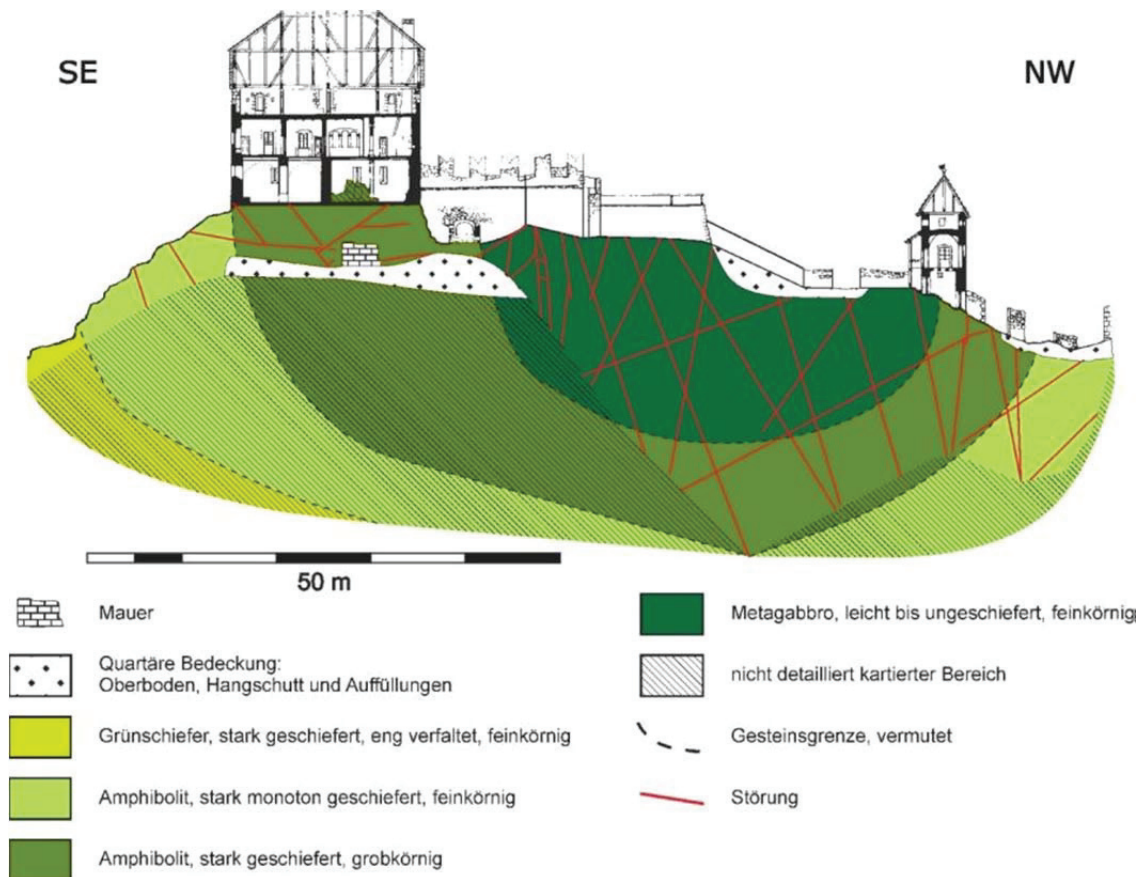 SE
NW
50 m
Mauer
Quartäre Bedeckung:
Oberboden, Hangschutt und Auffüllungen
Grünschiefer, stark geschiefert, eng verfaltet, feinkörnig
Amphibolit, stark monoton geschiefert, feinkörnig
Amphibolit, stark geschiefert, grobkörnig
Metagabbro, leicht bis ungeschiefert, feinkörnig
nicht detailliert kartierter Bereich
Gesteinsgrenze, vermutet
Störung